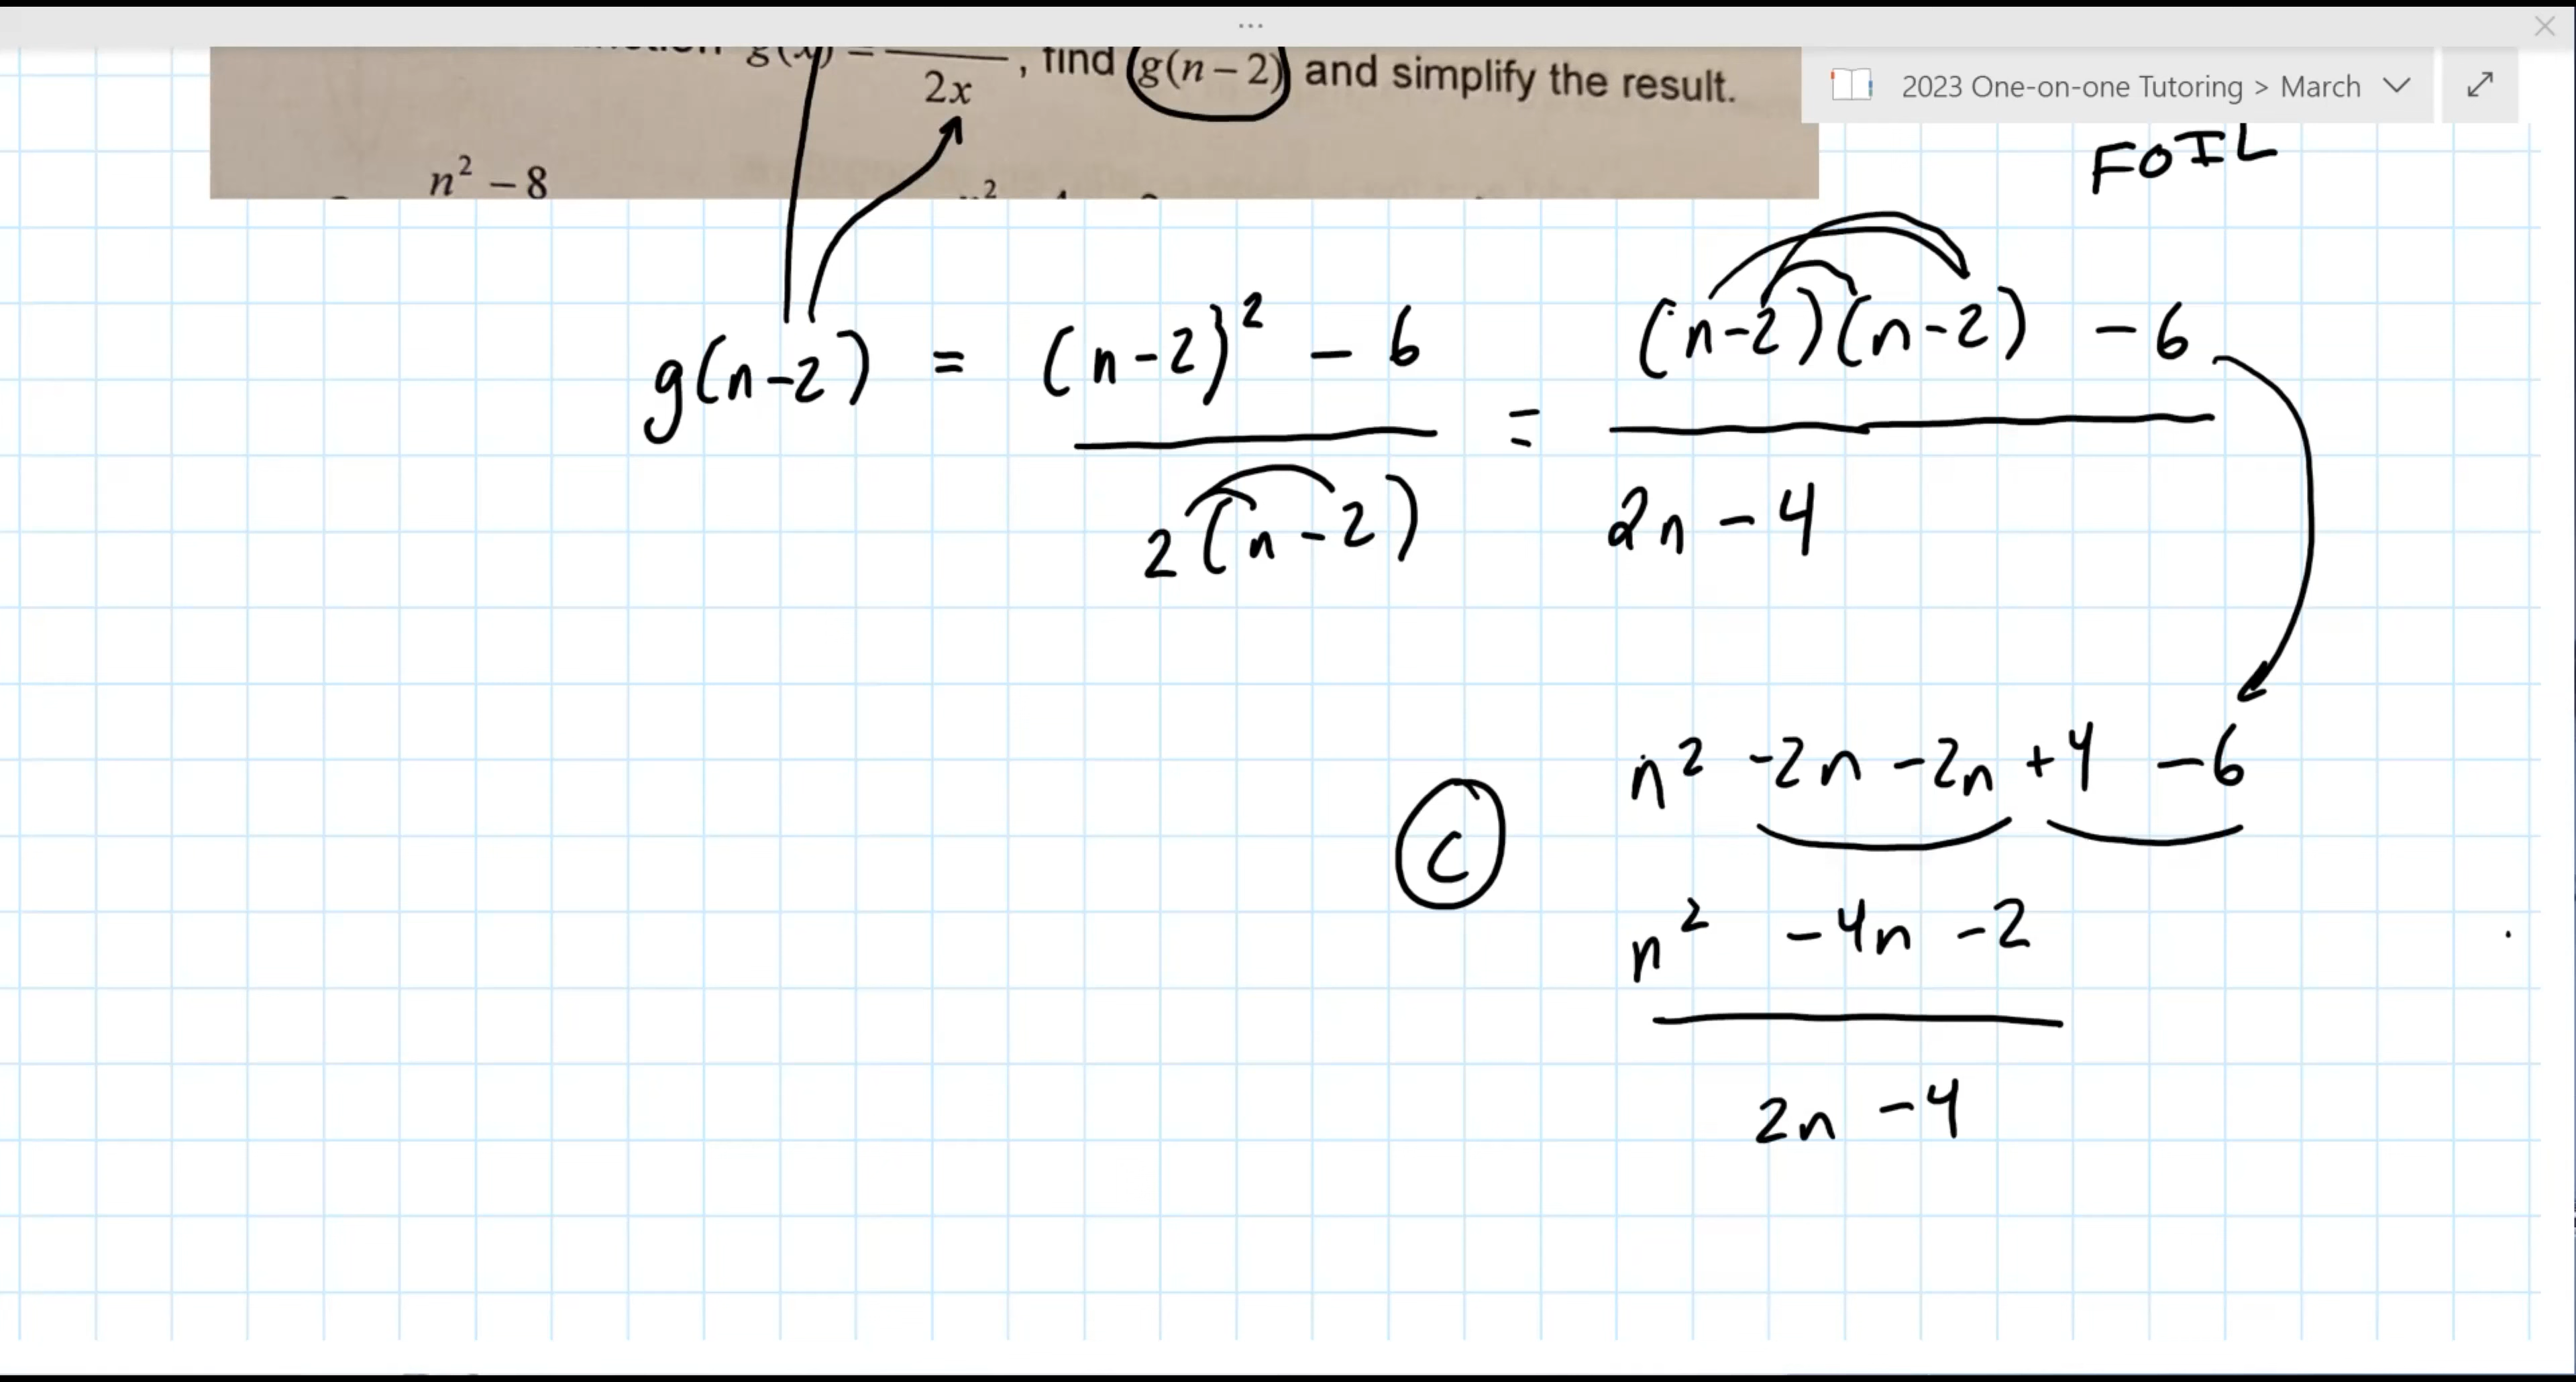 g(x) = ———, find g(n − 2) and simplify the result.
2x
2023 One-on-one Tutoring > March
FOIL
n² − 8
g(n-2) = (n-2)² - 6 = (n-2)(n-2) - 6
2(n-2) 2n - 4
n² -2n -2n +4 -6
C
n² -4n -2
2n -4